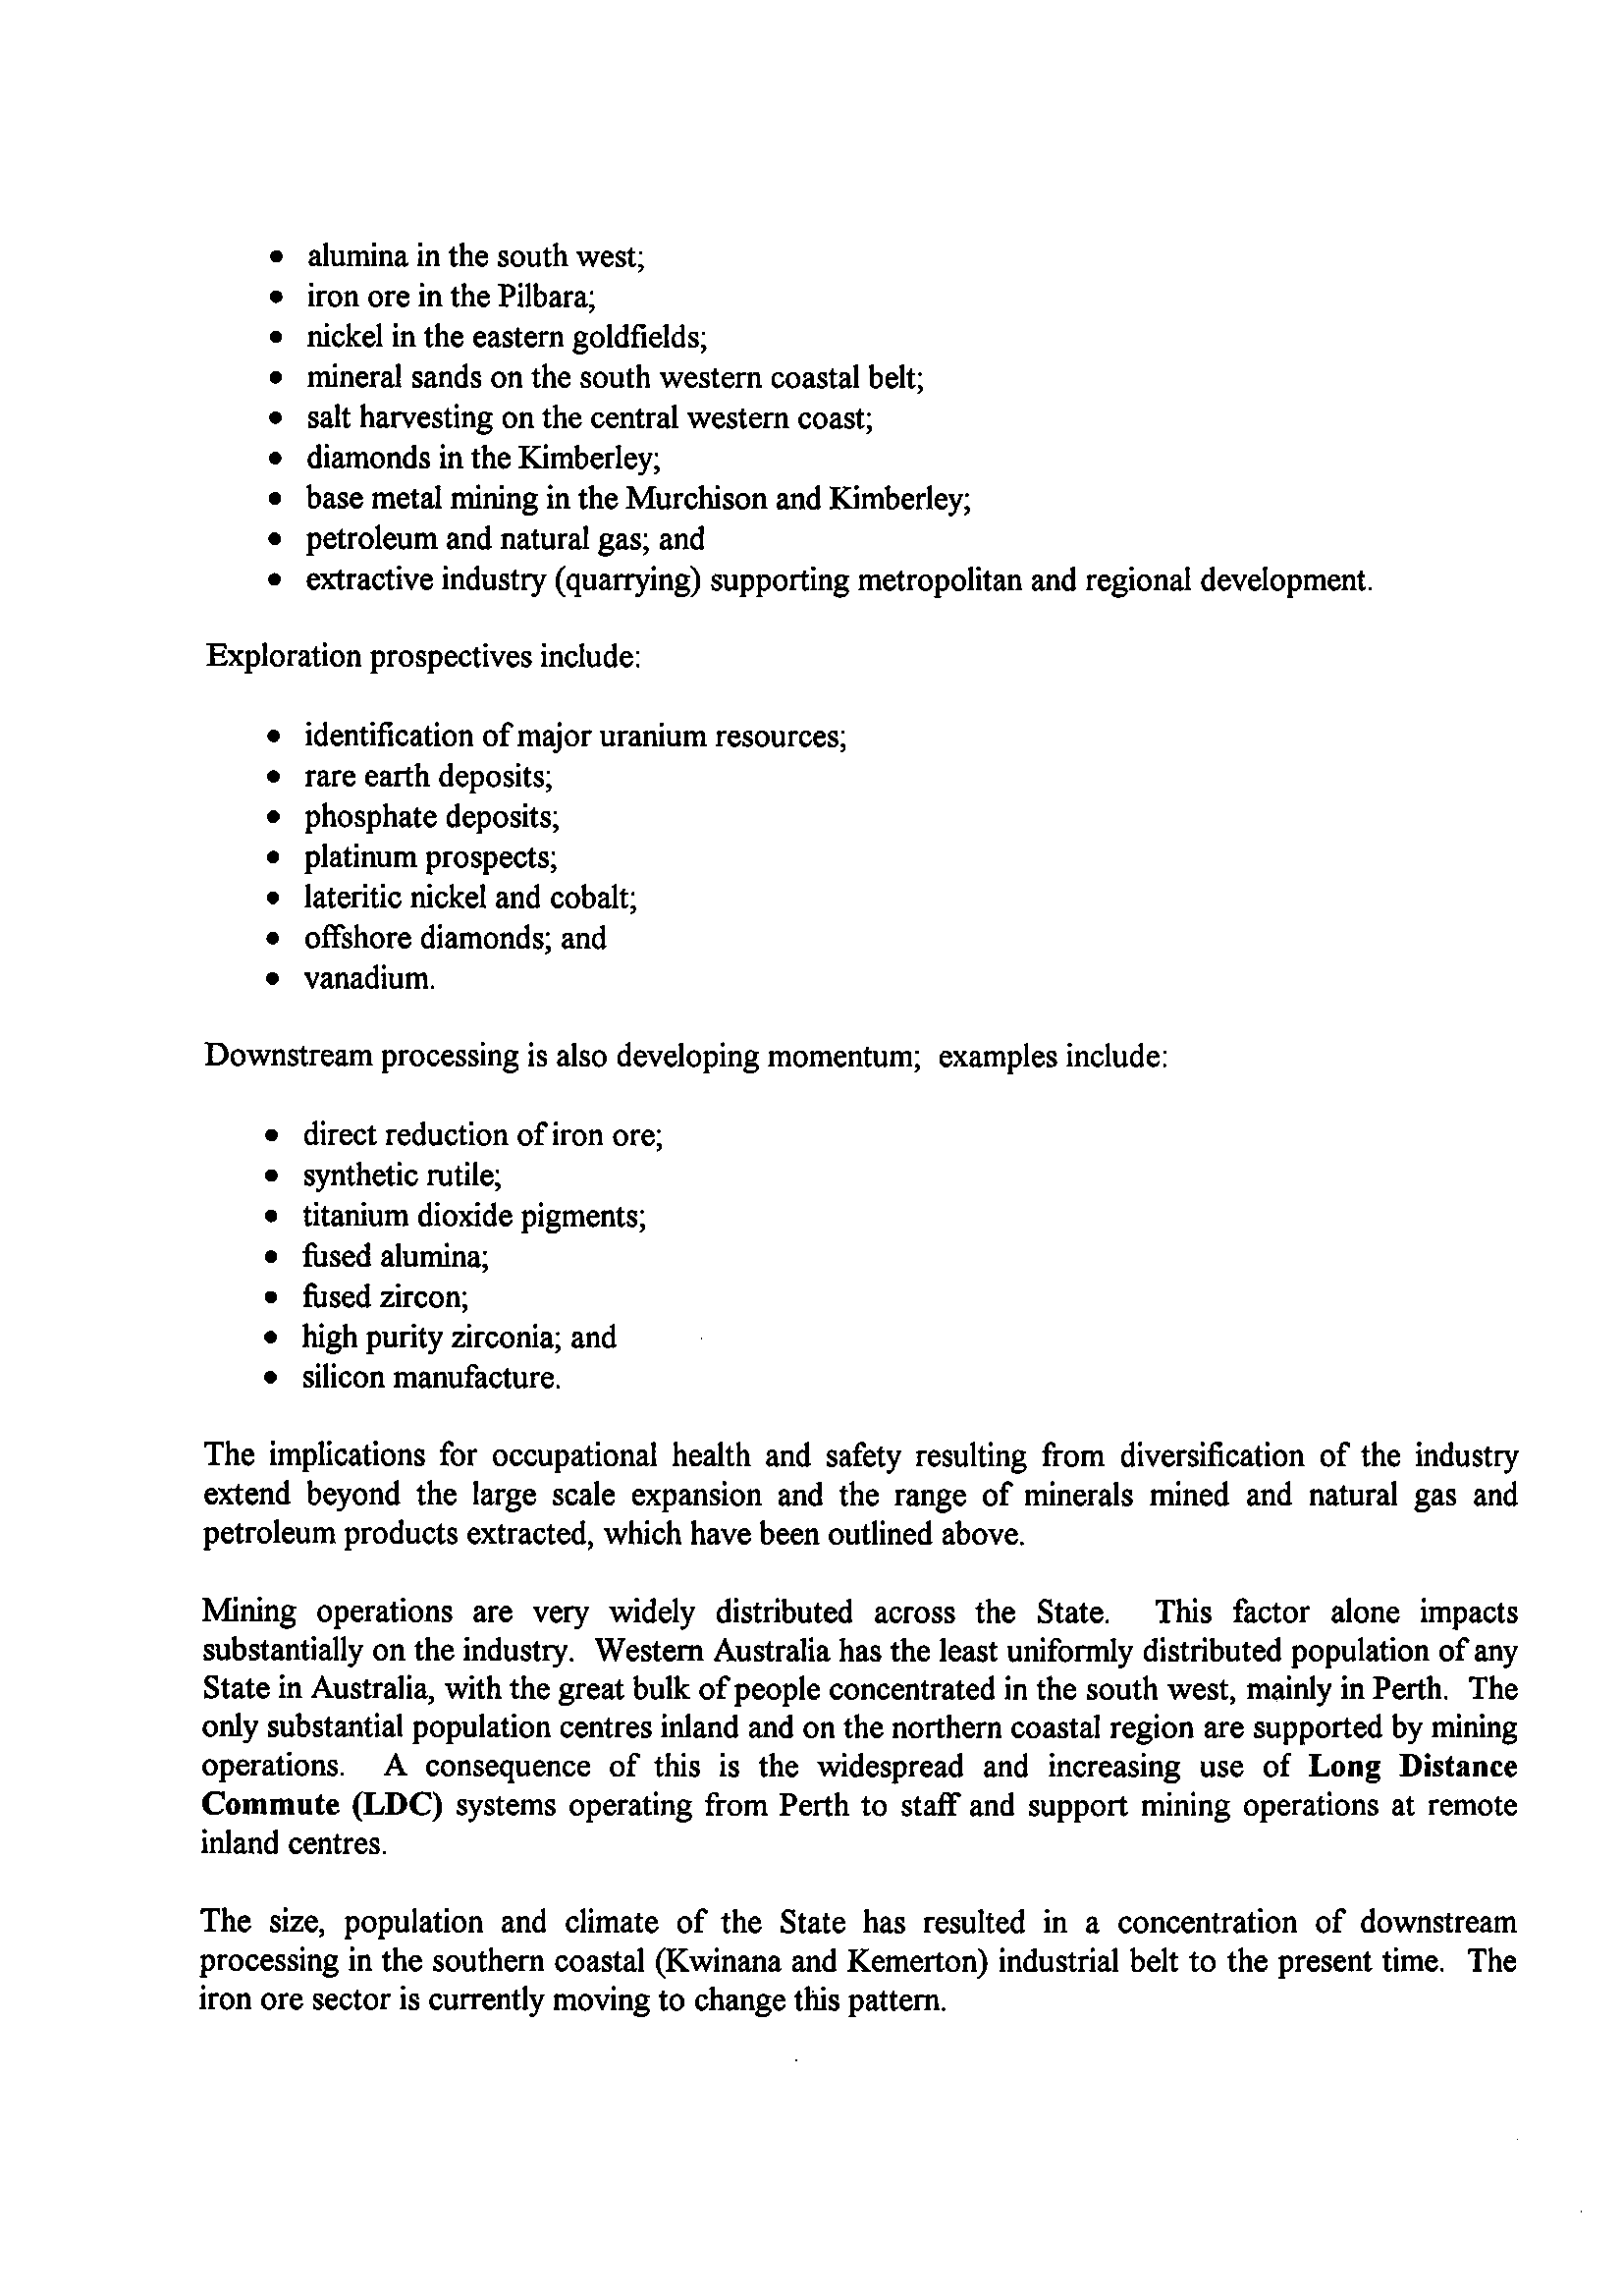 • alumina in the south west;
• iron ore in the Pilbara;
• nickel in the eastern goldfields;
• mineral sands on the south western coastal belt;
• salt harvesting on the central western coast;
• diamonds in the Kimberley;
• base metal mining in the Murchison and Kimberley;
• petroleum and natural gas; and
• extractive industry (quarrying) supporting metropolitan and regional development.
Exploration prospectives include:
• identification of major uranium resources;
• rare earth deposits;
• phosphate deposits;
• platinum prospects;
• lateritic nickel and cobalt;
• offshore diamonds; and
• vanadium.
Downstream processing is also developing momentum; examples include:
• direct reduction of iron ore;
• synthetic rutile;
• titanium dioxide pigments;
• fused alumina;
• fused zircon;
• high purity zirconia; and
• silicon manufacture.
The implications for occupational health and safety resulting from diversification of the industry
extend beyond the large scale expansion and the range of minerals mined and natural gas and
petroleum products extracted, which have been outlined above.
Mining operations are very widely distributed across the State. This factor alone impacts
substantially on the industry. Western Australia has the least uniformly distributed population of any
State in Australia, with the great bulk of people concentrated in the south west, mainly in Perth. The
only substantial population centres inland and on the northern coastal region are supported by mining
operations. A consequence of this is the widespread and increasing use of Long Distance
Commute (LDC) systems operating from Perth to staff and support mining operations at remote
inland centres.
The size, population and climate of the State has resulted in a concentration of downstream
processing in the southern coastal (Kwinana and Kemerton) industrial belt to the present time. The
iron ore sector is currently moving to change this pattern.